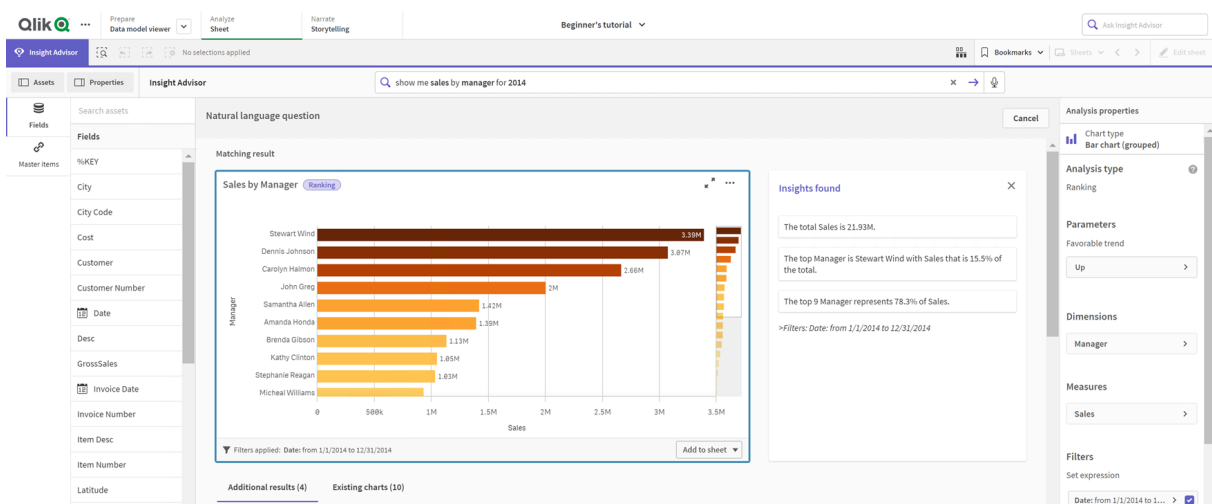 Qlik
Prepare
Data model viewer
Analyze
Sheet
Narrate
Storytelling
Beginner's tutorial
Ask Insight Advisor
Insight Advisor
No selections applied
Bookmarks
Sheets
Edit sheet
Assets
Properties
Insight Advisor
show me sales by manager for 2014
Fields
Master Items
Search assets
Fields
%KEY
City
City Code
Cost
Customer
Customer Number
Date
Desc
GrossSales
Invoice Date
Invoice Number
Item Desc
Item Number
Latitude
Natural language question
Cancel
Matching result
Sales by Manager
Ranking
Manager
Stewart Wind
3.39M
Dennis Johnson
3.07M
Carolyn Halmon
2.66M
John Greg
2M
Samantha Allen
1.42M
Amanda Honda
1.39M
Brenda Gibson
1.13M
Kathy Clinton
1.05M
Stephanie Reagan
1.03M
Micheal Williams
0 500k 1M 1.5M 2M 2.5M 3M 3.5M
Sales
Filters applied: Date: from 1/1/2014 to 12/31/2014
Add to sheet
Additional results (4)
Existing charts (10)
Insights found
The total Sales is 21.93M.
The top Manager is Stewart Wind with Sales that is 15.5% of
the total.
The top 9 Manager represents 78.3% of Sales.
>Filters: Date: from 1/1/2014 to 12/31/2014
Analysis properties
Chart type
Bar chart (grouped)
Analysis type
Ranking
Parameters
Favorable trend
Up
Dimensions
Manager
Measures
Sales
Filters
Set expression
Date: from 1/1/2014 to 1...